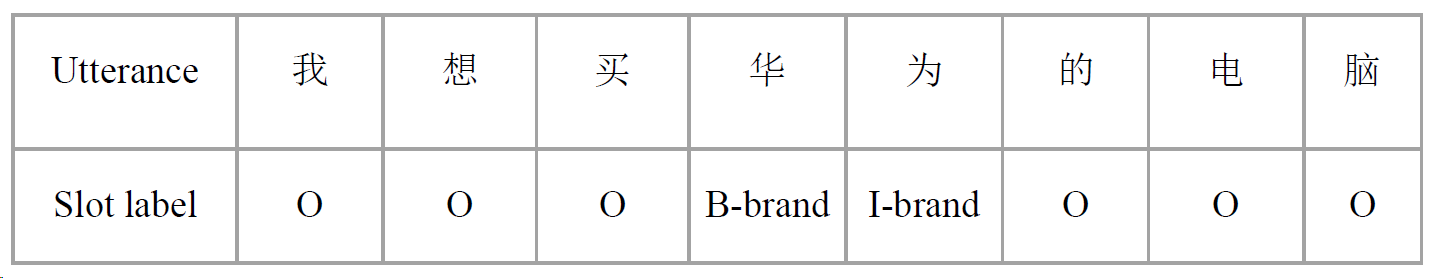 Utterance 我 想 买 华 为 的 电 脑
Slot label O O O B-brand I-brand O O O